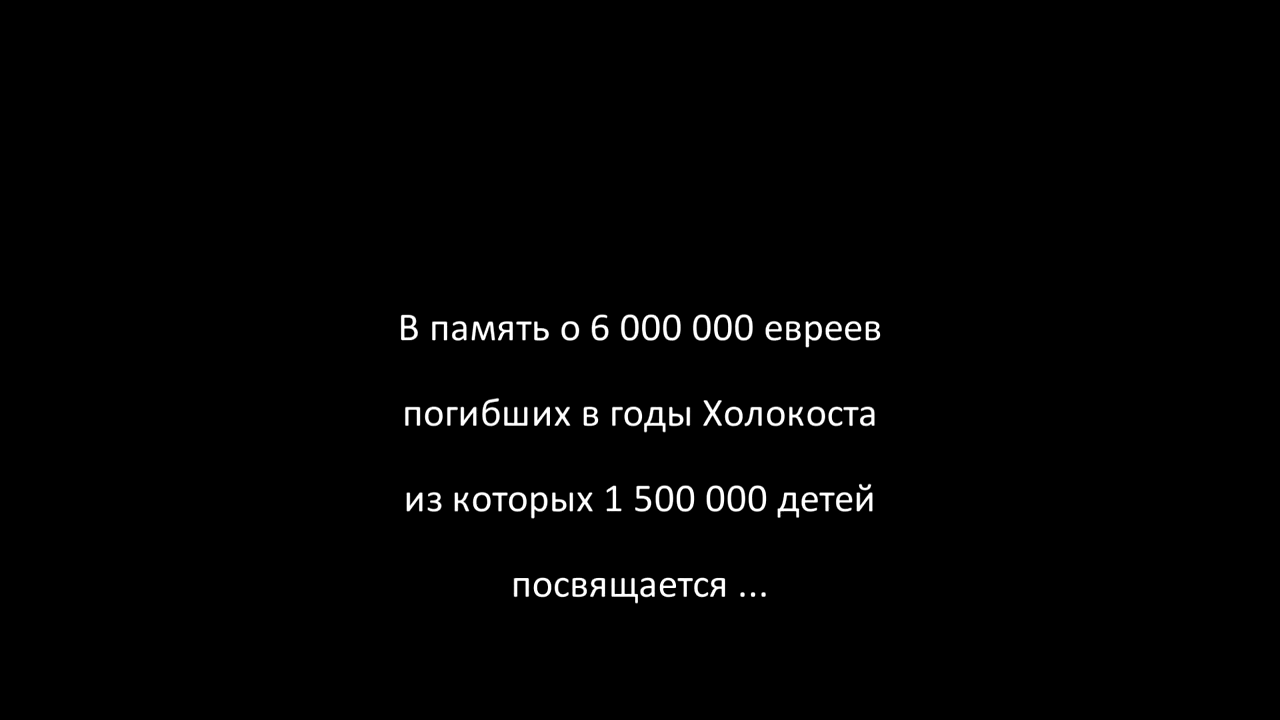 В память о 6 000 000 евреев
погибших в годы Холокоста
из которых 1 500 000 детей
посвящается ...